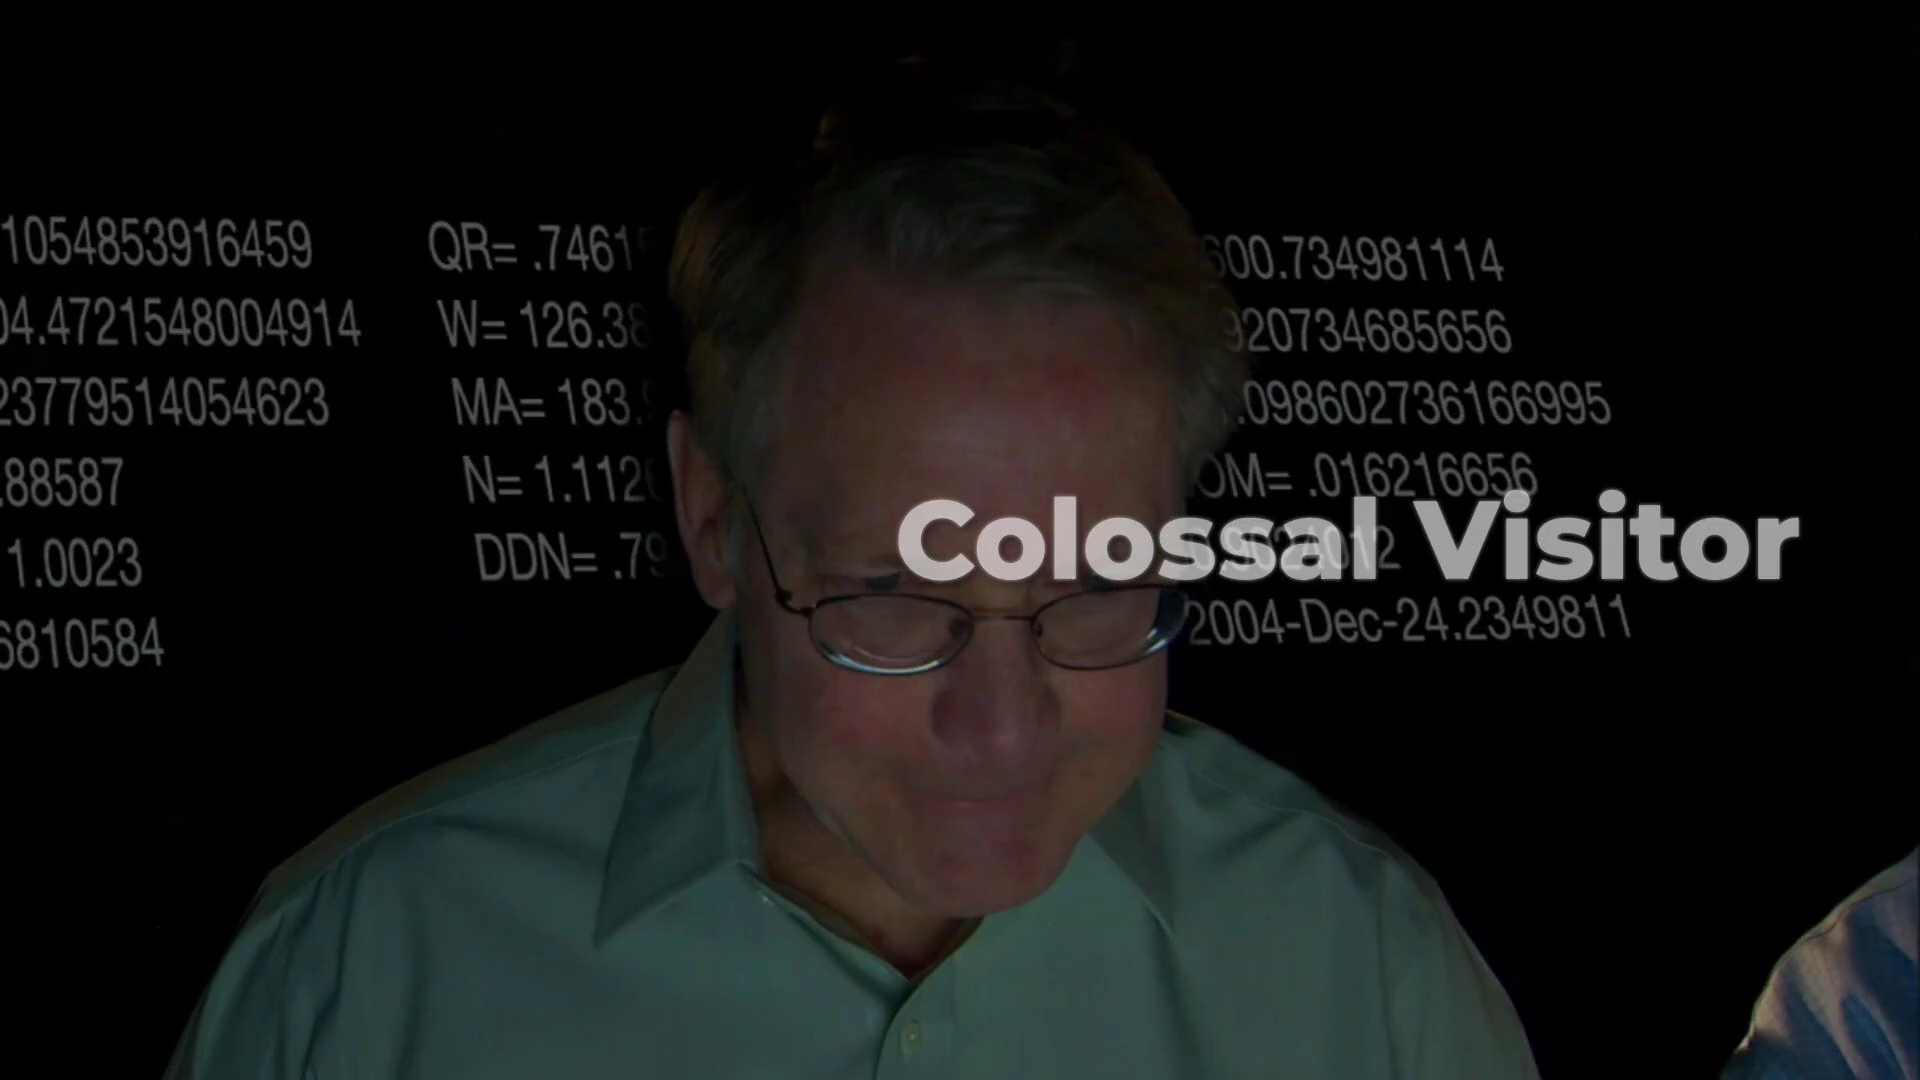 1054853916459
04.4721548004914
23779514054623
.88587
1.0023
6810584
QR= .7461
W= 126.38
MA= 183.
N= 1.112
DDN= .79
600.734981114
920734685656
.098602736166995
OM= .016216656
2004-Dec-24.2349811
Colossal Visitor